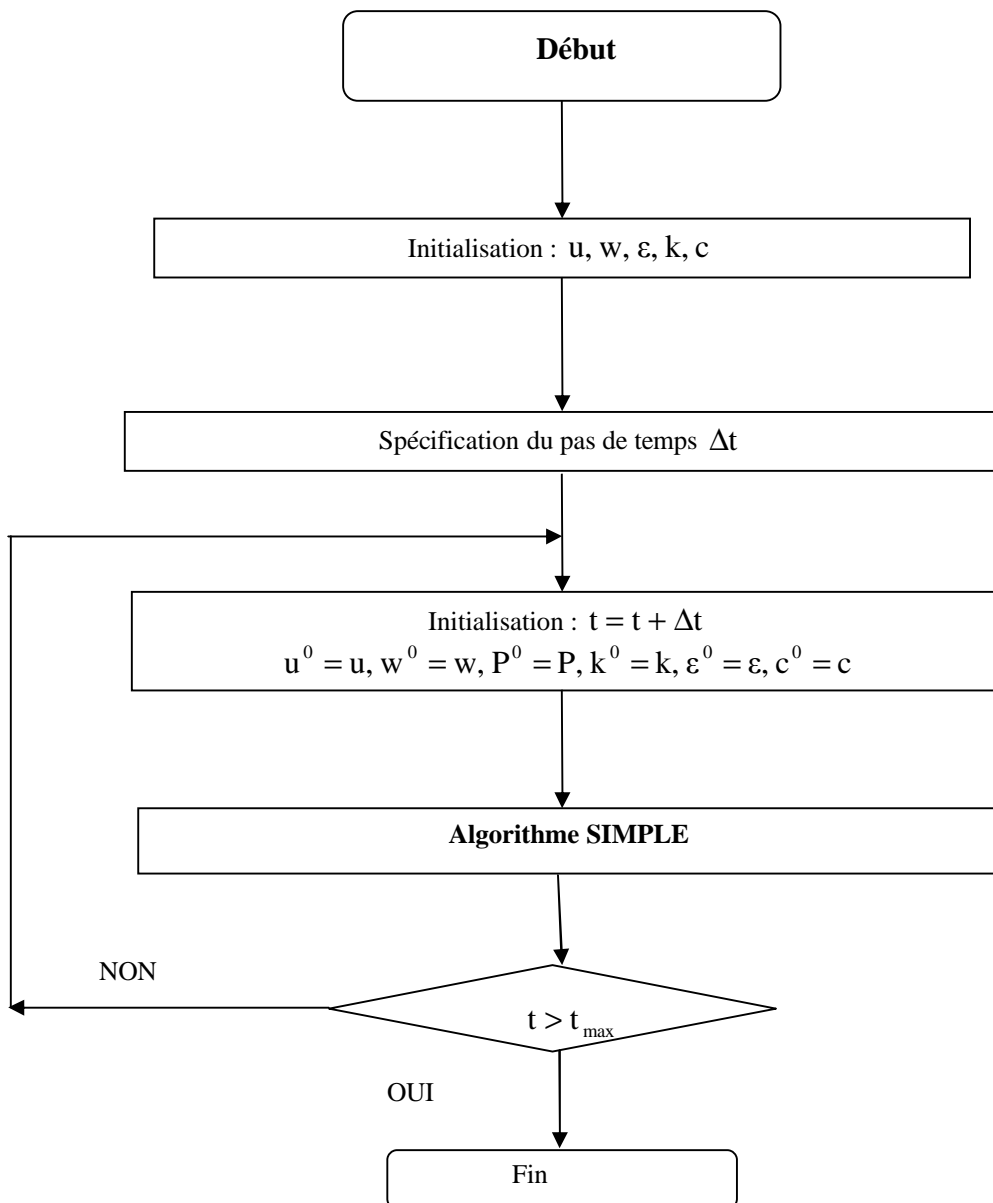 Début
Initialisation : u, w, ε, k, c
Spécification du pas de temps Δt
Initialisation : t = t + Δt
u⁰ = u, w⁰ = w, P⁰ = P, k⁰ = k, ε⁰ = ε, c⁰ = c
Algorithme SIMPLE
NON
t > t_max
OUI
Fin